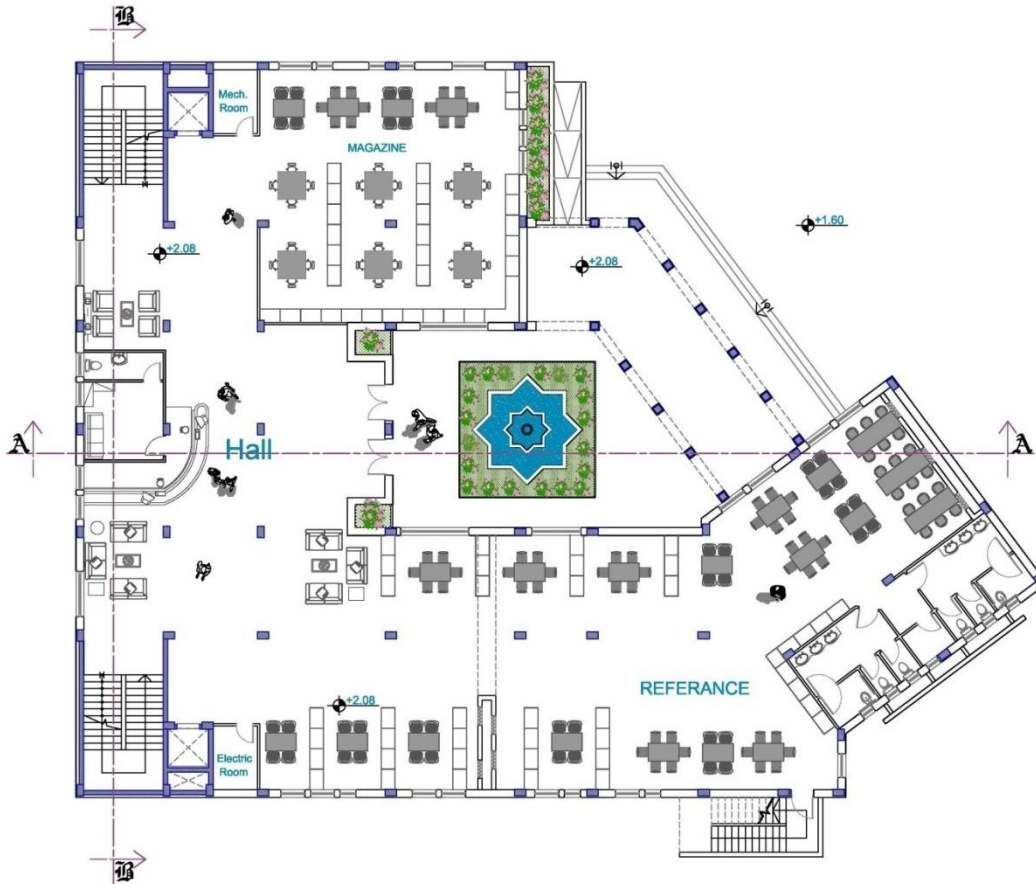 B
Mech.
Room
MAGAZINE
+2.08
+1.60
+2.08
A
Hall
A
REFERANCE
+2.08
Electric
Room
B